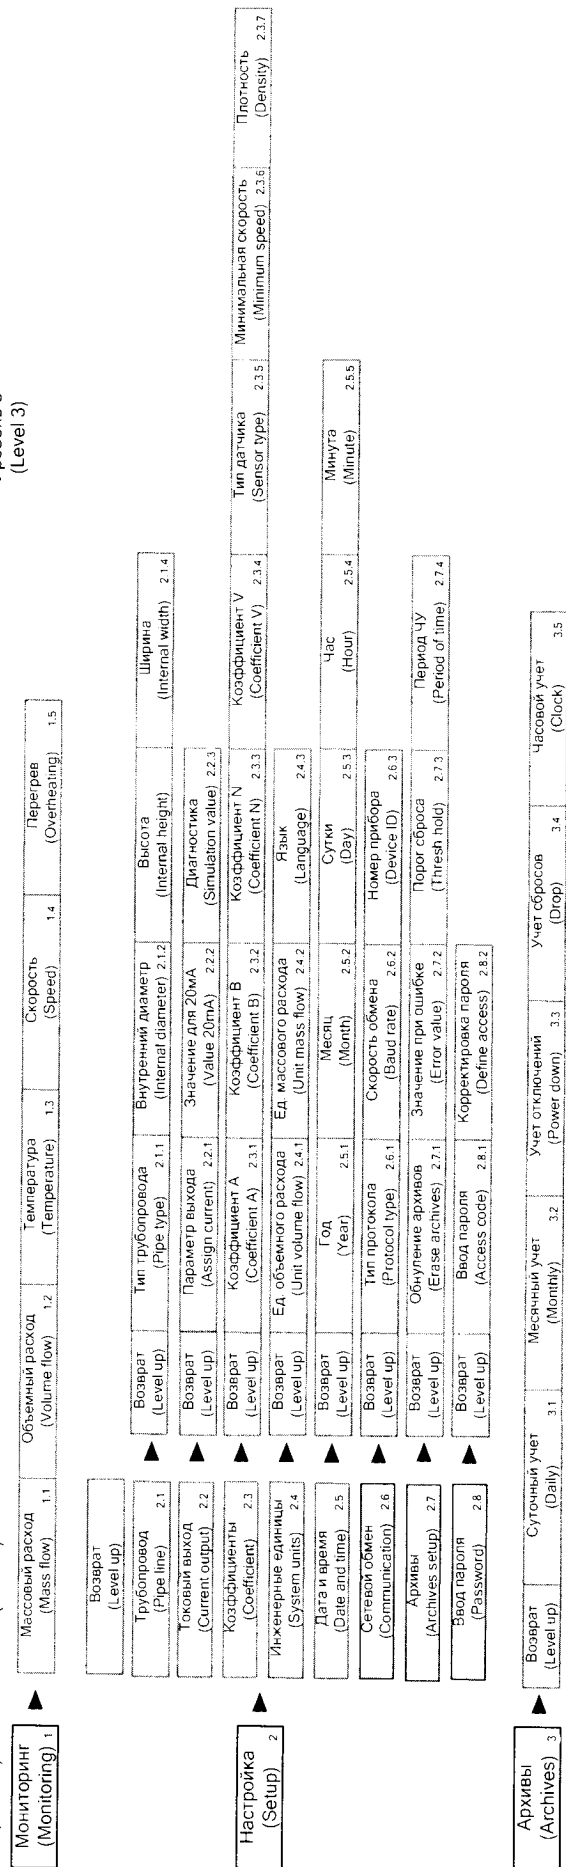 (Level 3)
Мониторинг
(Monitoring) 1
Массовый расход
(Mass flow) 1.1
Объемный расход
(Volume flow) 1.2
Температура
(Temperature) 1.3
Скорость
(Speed) 1.4
Перегрев
(Overheating) 1.5
Настройка
(Setup) 2
Возврат
(Level up)
Трубопровод
(Pipe line) 2.1
Возврат
(Level up)
Тип трубопровода
(Pipe type) 2.1.1
Внутренний диаметр
(Internal diameter) 2.1.2
Высота
(Internal height)
Ширина
(Internal width) 2.1.4
Токовый выход
(Current output) 2.2
Возврат
(Level up)
Параметр выхода
(Assign current) 2.2.1
Значение для 20мА
(Value 20mA) 2.2.2
Диагностика
(Simulation value) 2.2.3
Коэффициенты
(Coefficient) 2.3
Возврат
(Level up)
Коэффициент А
(Coefficient A) 2.3.1
Коэффициент В
(Coefficient B) 2.3.2
Коэффициент N
(Coefficient N) 2.3.3
Коэффициент V
(Coefficient V) 2.3.4
Тип датчика
(Sensor type) 2.3.5
Минимальная скорость
(Minimum speed) 2.3.6
Плотность
(Density) 2.3.7
Инженерные единицы
(System units) 2.4
Возврат
(Level up)
Ед. объемного расхода
(Unit volume flow) 2.4.1
Ед. массового расхода
(Unit mass flow) 2.4.2
Язык
(Language) 2.4.3
Дата и время
(Date and time) 2.5
Возврат
(Level up)
Год
(Year) 2.5.1
Месяц
(Month) 2.5.2
Сутки
(Day) 2.5.3
Час
(Hour) 2.5.4
Минута
(Minute) 2.5.5
Сетевой обмен
(Communication) 2.6
Возврат
(Level up)
Тип протокола
(Protocol type) 2.6.1
Скорость обмена
(Baud rate) 2.6.2
Номер прибора
(Device ID) 2.6.3
Архивы
(Archives setup) 2.7
Возврат
(Level up)
Обнуление архивов
(Erase archives) 2.7.1
Значение при ошибке
(Error value) 2.7.2
Порог сброса
(Thresh hold) 2.7.3
Период ЧУ
(Period of time) 2.7.4
Ввод пароля
(Password) 2.8
Возврат
(Level up)
Ввод пароля
(Access code) 2.8.1
Корректировка пароля
(Define access) 2.8.2
Архивы
(Archives) 3
Возврат
(Level up)
Суточный учет
(Daily) 3.1
Месячный учет
(Monthly) 3.2
Учет отключений
(Power down) 3.3
Учет сбросов
(Drop) 3.4
Часовой учет
(Clock) 3.5